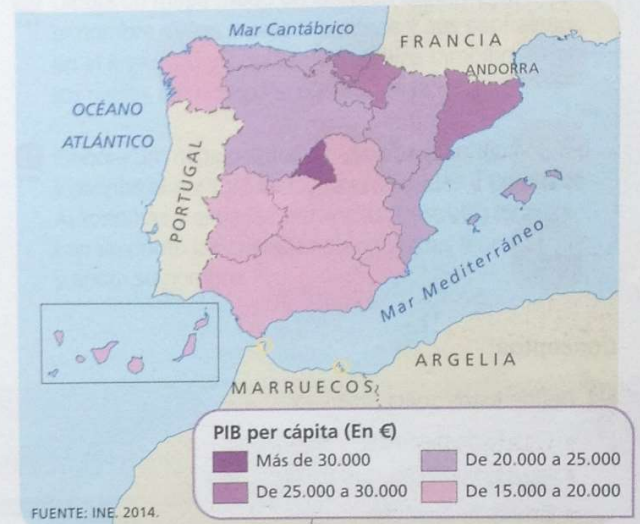 Mar Cantábrico
FRANCIA
ANDORRA
OCÉANO
ATLÁNTICO
PORTUGAL
Mar Mediterráneo
ARGELIA
MARRUECOS
PIB per cápita (En €)
Más de 30.000
De 20.000 a 25.000
De 25.000 a 30.000
De 15.000 a 20.000
FUENTE: INE. 2014.